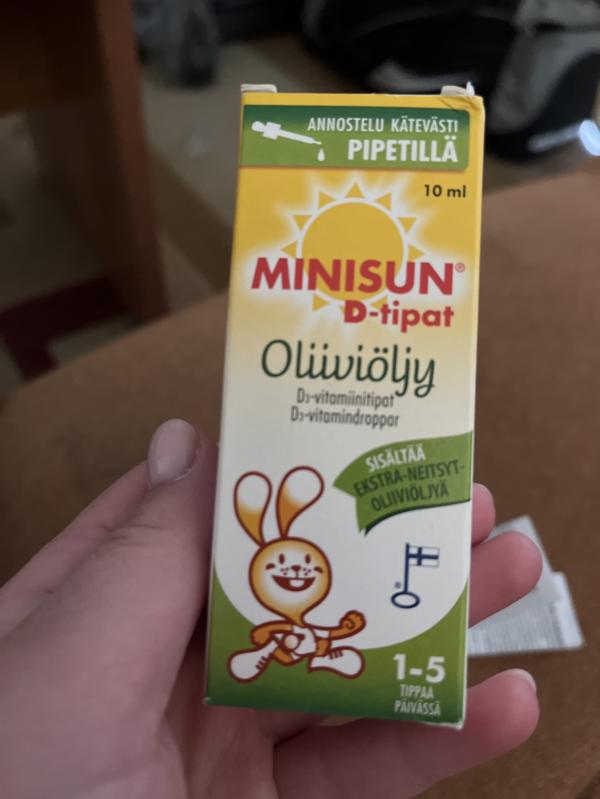 ANNOSTELU KÄTEVÄSTI
PIPETILLÄ
10 ml
MINISUN®
D-tipat
Oliiviöljy
D₃-vitamiinitipat
D₃-vitamindroppar
SISÄLTÄÄ
EKSTRA-NEITSYT-
OLIIVIÖLJYÄ
1-5
TIPPAA
PÄIVÄSSÄ